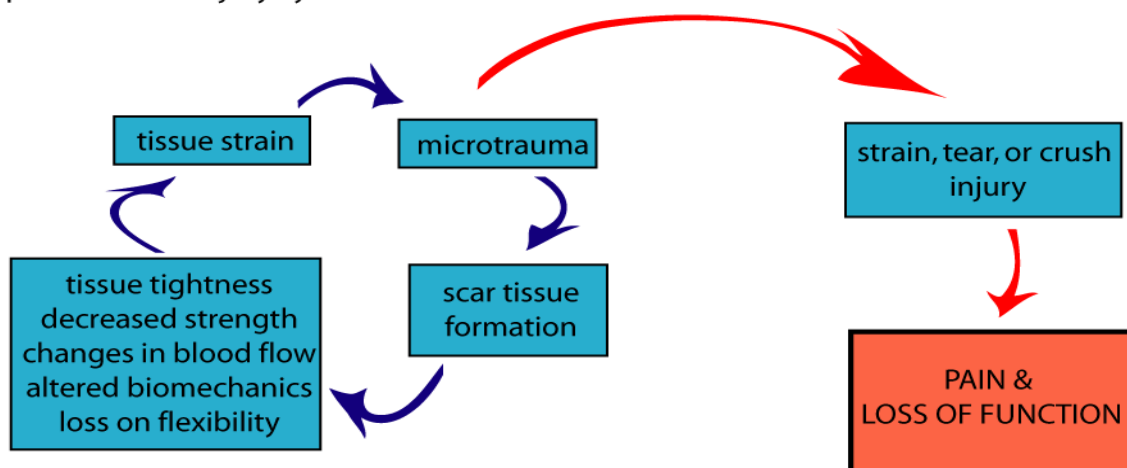 tissue strain
microtrauma
strain, tear, or crush
injury
tissue tightness
decreased strength
changes in blood flow
altered biomechanics
loss on flexibility
scar tissue
formation
PAIN &
LOSS OF FUNCTION